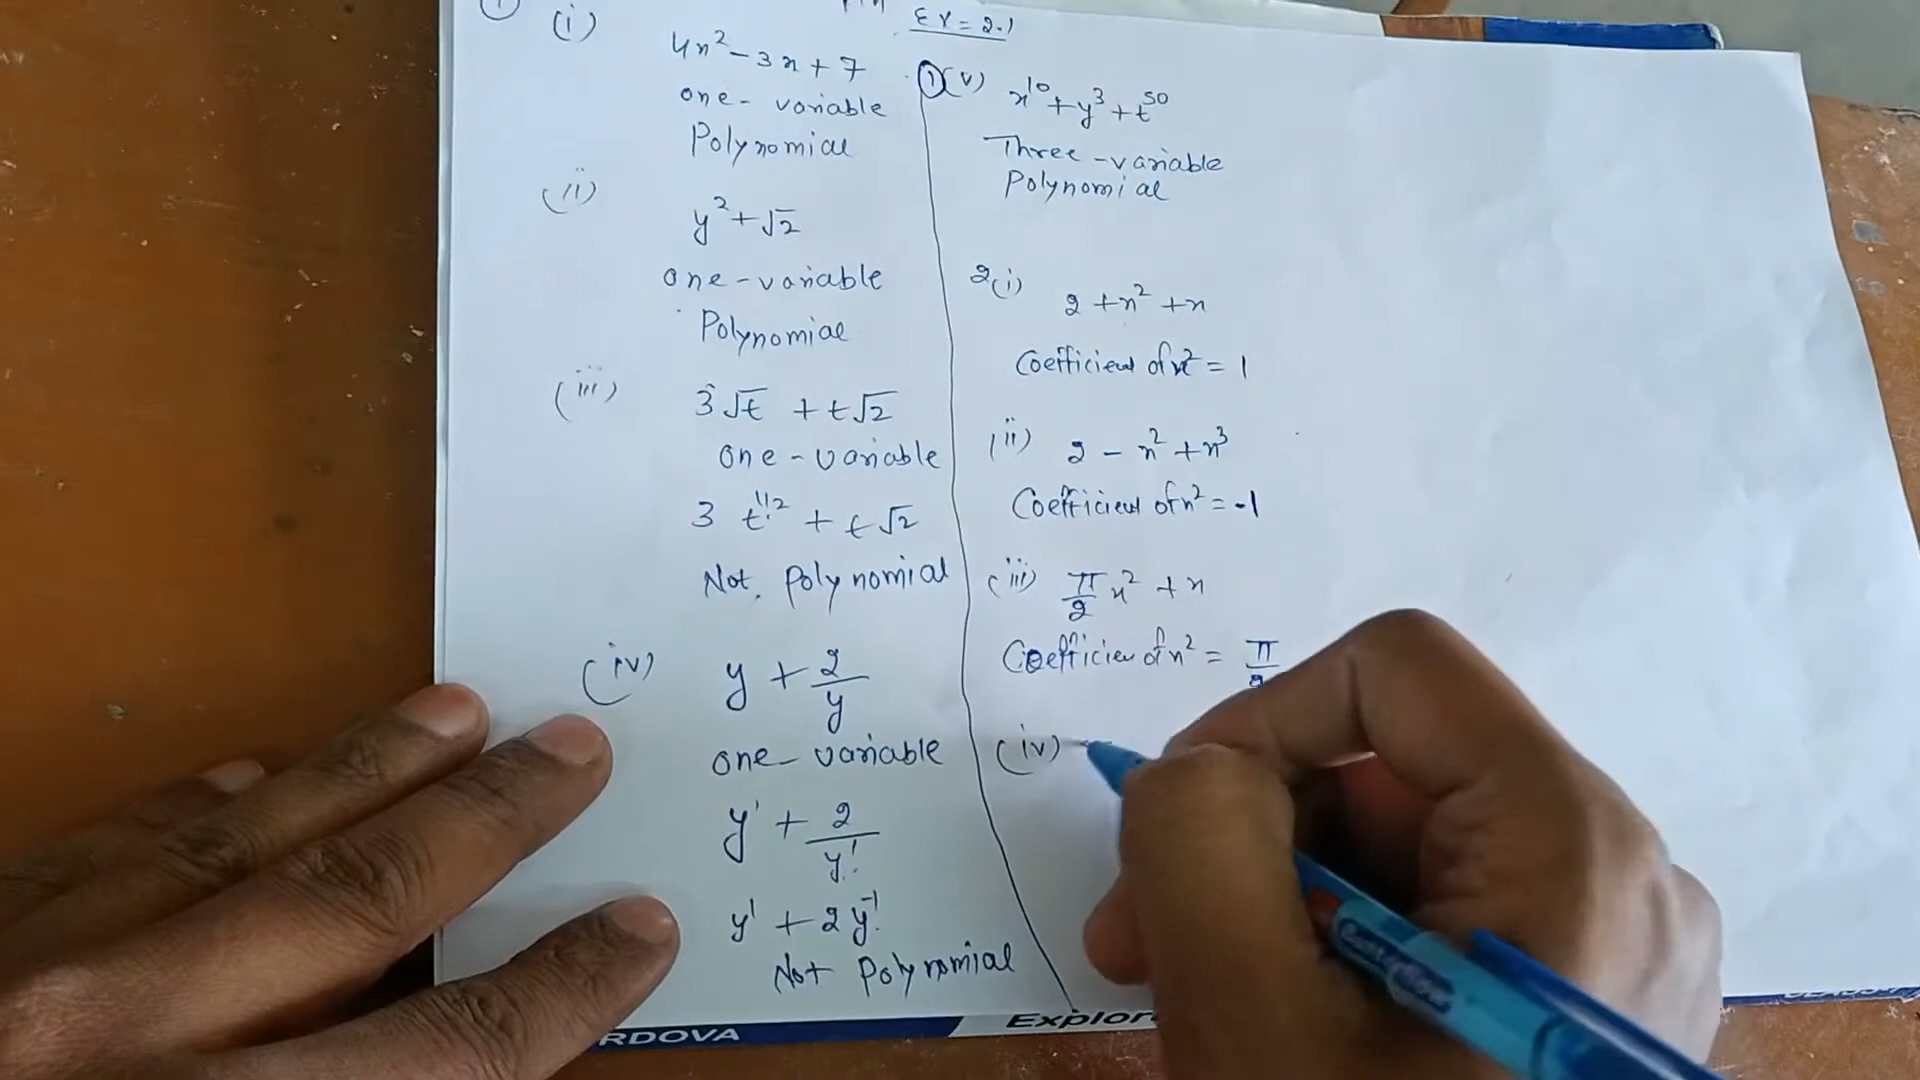 Ex = 2.1
(i)
4x² - 3x + 7
one - variable
Polynomial
(ii)
y² + √2
one - variable
Polynomial
(iii)
3√t + t√2
one - variable
3 t^1/2 + t√2
Not Polynomial
(iv)
y + 2/y
one - variable
y¹ + 2/y¹
y¹ + 2y⁻¹
Not Polynomial
① (v) x¹⁰ + y³ + t⁵⁰
Three - variable
Polynomial
2(i) 2 + x² + x
Coefficient of x² = 1
(ii) 2 - x² + x³
Coefficient of x² = -1
(iii) π/2 x² + x
Coefficien of x² = π/2
(iv)
RDOVA
Explor